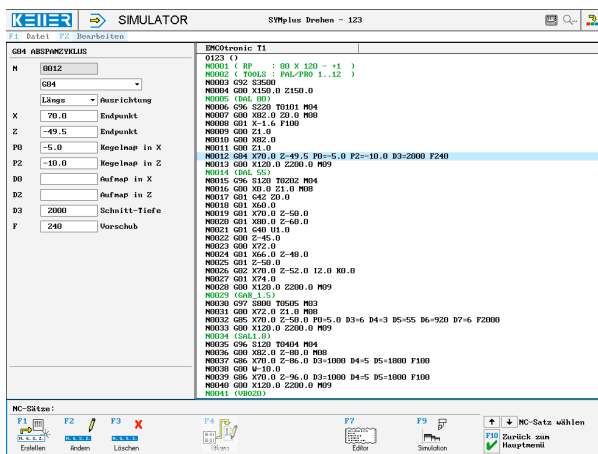 KELLER SIMULATOR SYMplus Drehen - 123
F1 Datei F2 Bearbeiten
G84 ABSPANZYKLUS
N 0012
G84
Längs Ausrichtung
X 70.0 Endpunkt
Z -49.5 Endpunkt
P0 -5.0 Kegelmaß in X
P2 -10.0 Kegelmaß in Z
D0 Aufmaß in X
D2 Aufmaß in Z
D3 2000 Schnitt-Tiefe
F 240 Vorschub
EMCOtronic T1
0123 ()
N0001 ( RP : 80 X 120 - +1 )
N0002 ( TOOLS : PAL/PRO 1..12 )
N0003 G92 S3500
N0004 G00 X150.0 Z150.0
N0005 (DAL 80)
N0006 G96 S220 T0101 M04
N0007 G00 X82.0 Z0.0 M08
N0008 G01 X-1.6 F100
N0009 G00 Z1.0
N0010 G00 X82.0
N0011 G00 Z1.0
N0012 G84 X70.0 Z-49.5 P0=-5.0 P2=-10.0 D3=2000 F240
N0013 G00 X120.0 Z200.0 M09
N0014 (DAL 55)
N0015 G96 S120 T0202 M04
N0016 G00 X0.0 Z1.0 M08
N0017 G01 G42 Z0.0
N0018 G01 X60.0
N0019 G01 X70.0 Z-50.0
N0020 G01 X80.0 Z-60.0
N0021 G01 G40 U1.0
N0022 G00 Z-45.0
N0023 G00 X72.0
N0024 G01 X66.0 Z-48.0
N0025 G01 Z-50.0
N0026 G02 X70.0 Z-52.0 I2.0 K0.0
N0027 G01 X74.0
N0028 G00 X120.0 Z200.0 M09
N0029 (GAR_1.5)
N0030 G97 S800 T0505 M03
N0031 G00 X72.0 Z1.0 M08
N0032 G85 X70.0 Z-50.0 P0=5.0 D3=6 D4=3 D5=55 D6=920 D7=6 F2000
N0033 G00 X120.0 Z200.0 M09
N0034 (SAL1.8)
N0035 G96 S120 T0404 M04
N0036 G00 X82.0 Z-80.0 M08
N0037 G86 X70.0 Z-86.0 D3=1000 D4=5 D5=1800 F100
N0038 G00 W-10.0
N0039 G86 X70.0 Z-96.0 D3=1000 D4=5 D5=1800 F100
N0040 G00 X120.0 Z200.0 M09
N0041 (VB020)
NC-Sätze:
F1 F2 F3 F4 F7 F9 NC-Satz wählen
Erstellen Ändern Löschen Editor Simulation
F10 Zurück zum
Hauptmenü